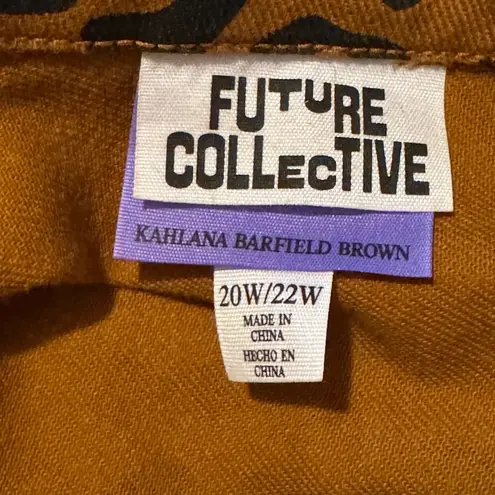 FUTURE
COLLECTIVE
KAHLANA BARFIELD BROWN
20W/22W
MADE IN
CHINA
HECHO EN
CHINA